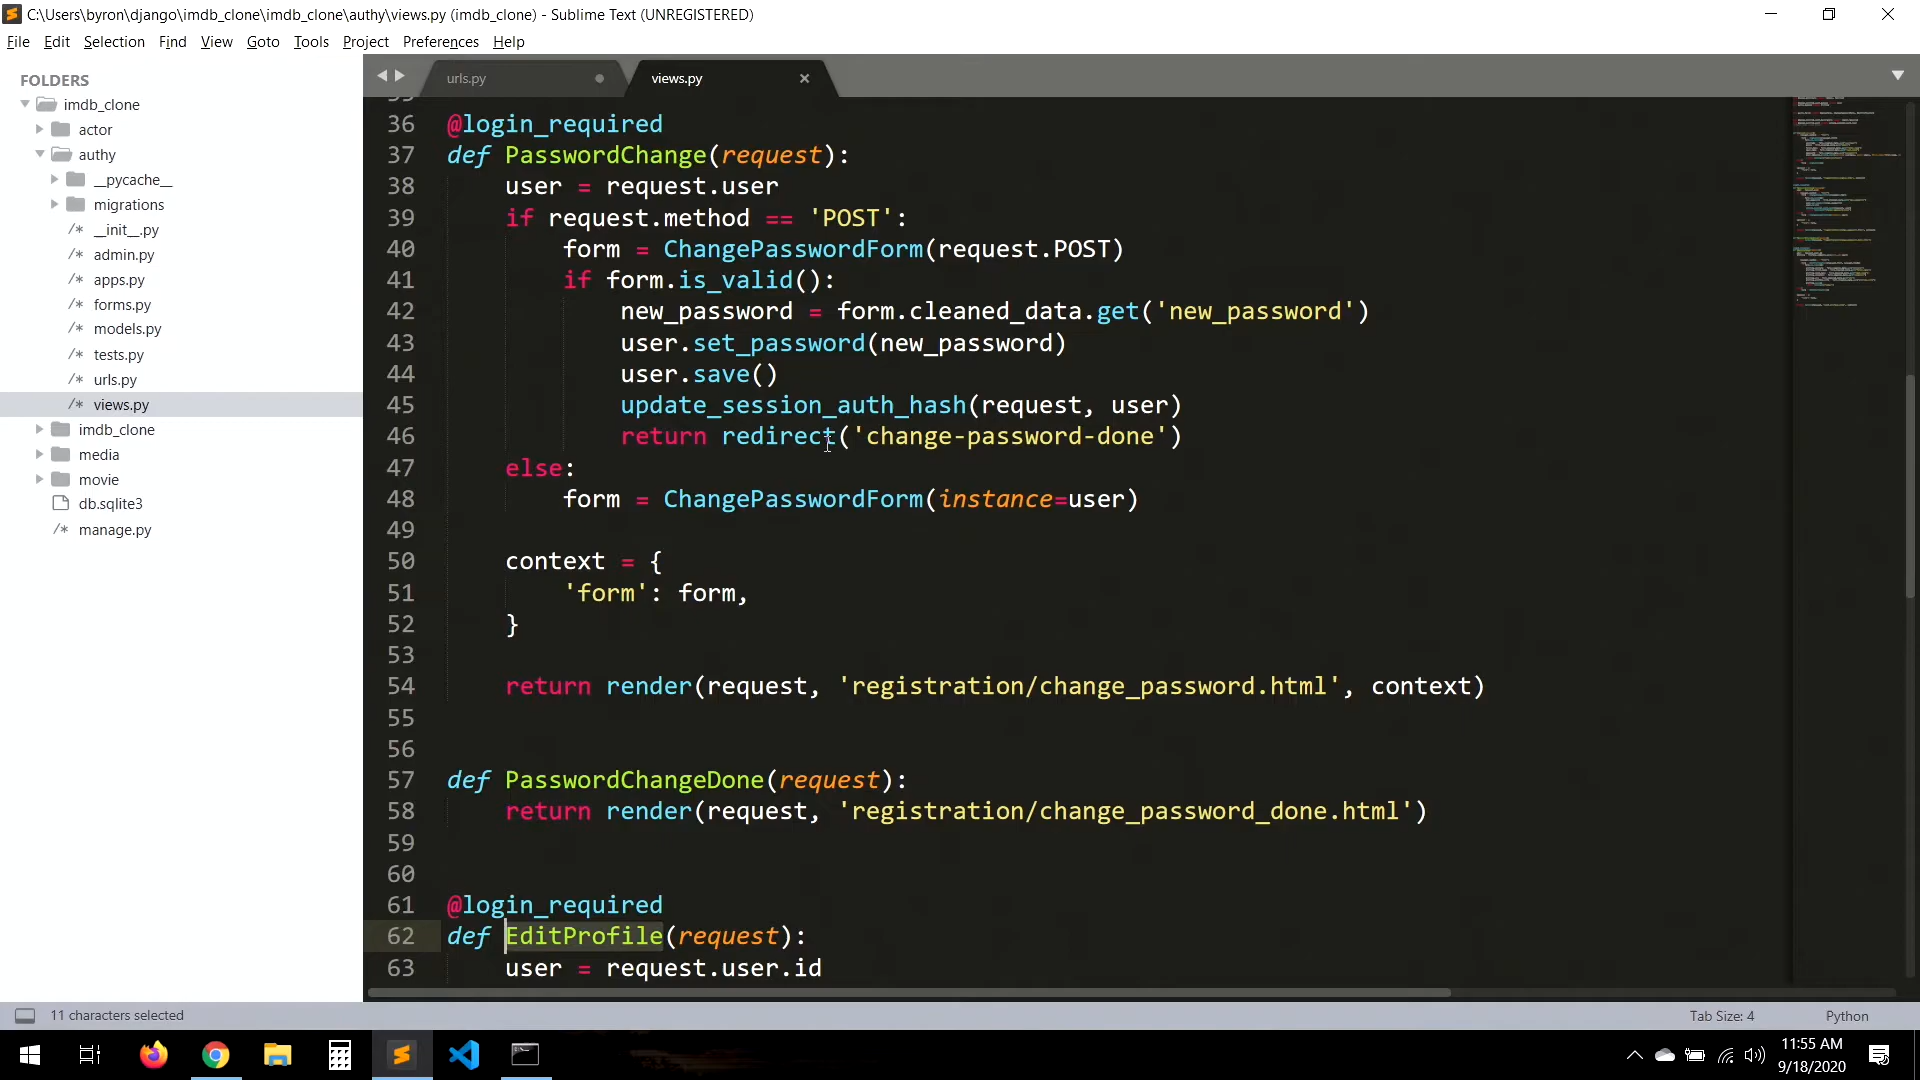 C:\Users\byron\django\imdb_clone\imdb_clone\authy\views.py (imdb_clone) - Sublime Text (UNREGISTERED)
File Edit Selection Find View Goto Tools Project Preferences Help
FOLDERS
imdb_clone
actor
authy
__pycache__
migrations
/* __init__.py
/* admin.py
/* apps.py
/* forms.py
/* models.py
/* tests.py
/* urls.py
/* views.py
imdb_clone
media
movie
db.sqlite3
/* manage.py
urls.py
views.py
36 @login_required
37 def PasswordChange(request):
38 user = request.user
39 if request.method == 'POST':
40 form = ChangePasswordForm(request.POST)
41 if form.is_valid():
42 new_password = form.cleaned_data.get('new_password')
43 user.set_password(new_password)
44 user.save()
45 update_session_auth_hash(request, user)
46 return redirect('change-password-done')
47 else:
48 form = ChangePasswordForm(instance=user)
49
50 context = {
51 'form': form,
52 }
53
54 return render(request, 'registration/change_password.html', context)
55
56
57 def PasswordChangeDone(request):
58 return render(request, 'registration/change_password_done.html')
59
60
61 @login_required
62 def EditProfile(request):
63 user = request.user.id
11 characters selected
Tab Size: 4
Python
11:55 AM
9/18/2020